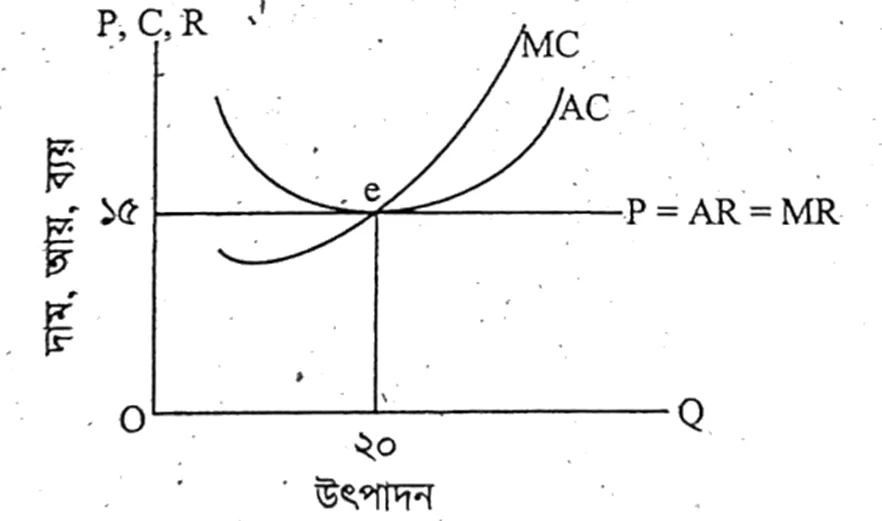 P, C, R
MC
AC
e
১৫
P = AR = MR
দাম, আয়, ব্যয়
O
Q
২০
উৎপাদন